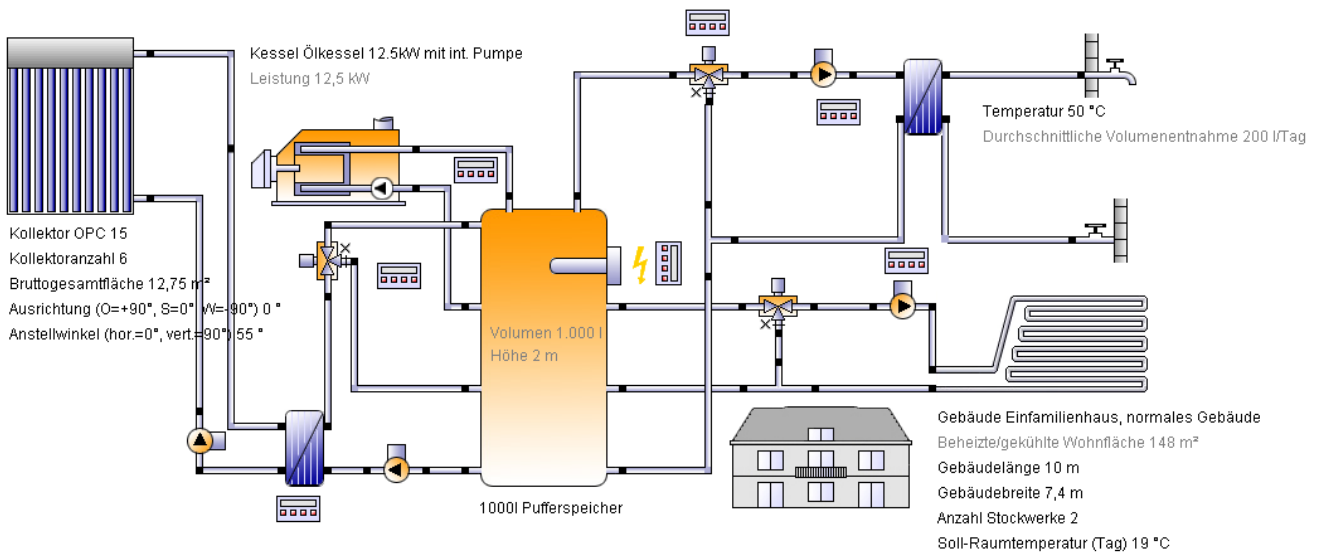 Kessel Ölkessel 12.5kW mit int. Pumpe
Leistung 12,5 kW
Temperatur 50 °C
Durchschnittliche Volumenentnahme 200 l/Tag
Kollektor OPC 15
Kollektoranzahl 6
Bruttogesamtfläche 12,75 m²
Ausrichtung (O=+90°, S=0°, W=-90°) 0 °
Anstellwinkel (hor.=0°, vert.=90°) 55 °
Volumen 1.000 l
Höhe 2 m
1000l Pufferspeicher
Gebäude Einfamilienhaus, normales Gebäude
Beheizte/gekühlte Wohnfläche 148 m²
Gebäudelänge 10 m
Gebäudebreite 7,4 m
Anzahl Stockwerke 2
Soll-Raumtemperatur (Tag) 19 °C